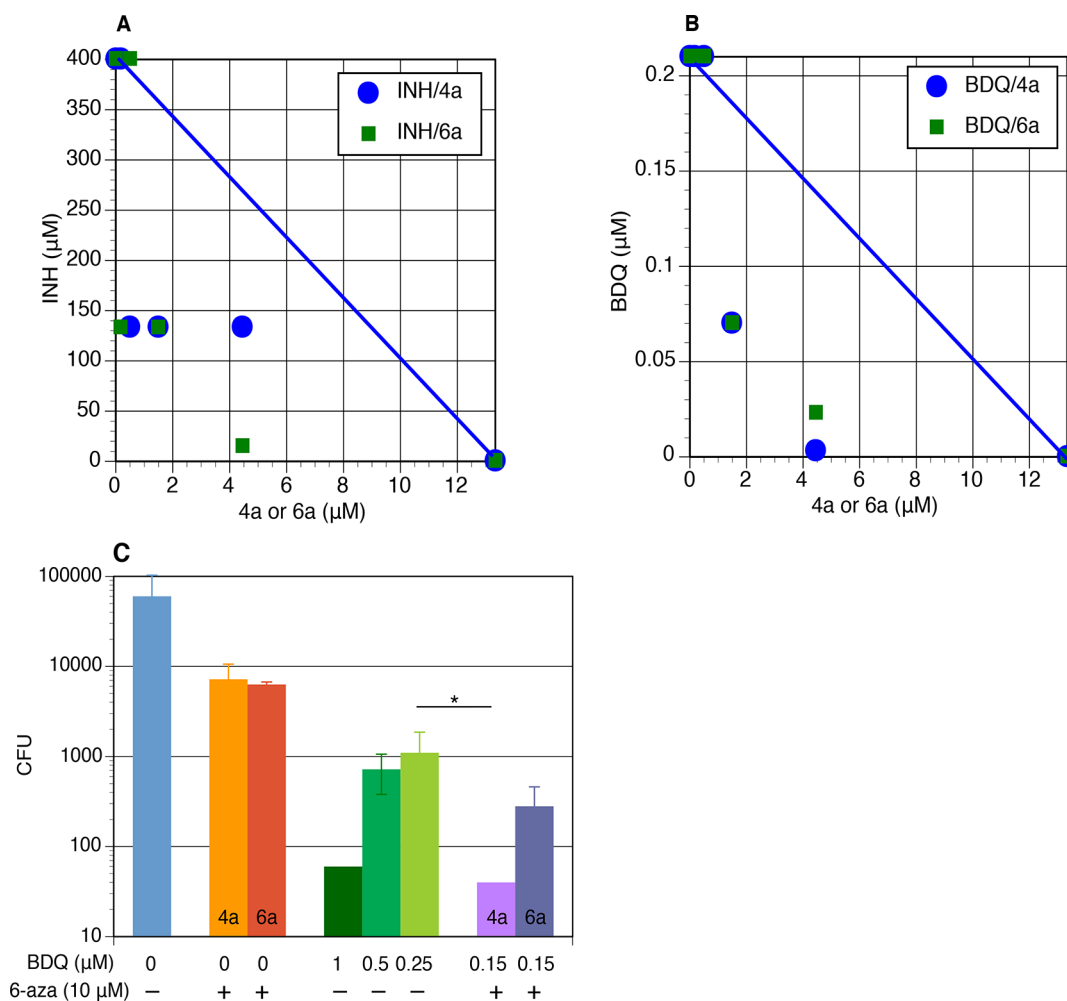 A
400
350
300
250
200
150
100
50
0
INH (µM)
INH/4a
INH/6a
0 2 4 6 8 10 12
4a or 6a (µM)
B
0.2
0.15
0.1
0.05
0
BDQ (µM)
BDQ/4a
BDQ/6a
0 2 4 6 8 10 12
4a or 6a (µM)
C
100000
10000
1000
100
10
CFU
*
4a 6a 4a 6a
BDQ (µM) 0 0 0 1 0.5 0.25 0.15 0.15
6-aza (10 µM) − + + − − − + +